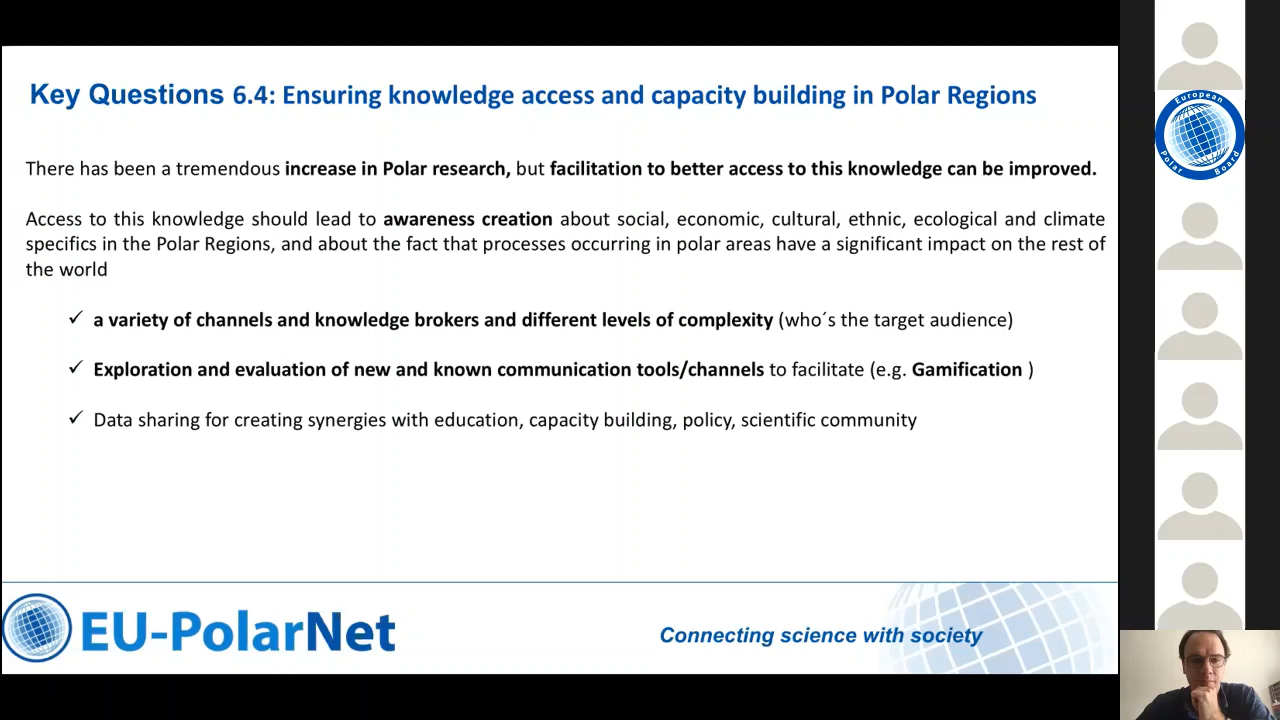 Key Questions 6.4: Ensuring knowledge access and capacity building in Polar Regions
There has been a tremendous increase in Polar research, but facilitation to better access to this knowledge can be improved.
Access to this knowledge should lead to awareness creation about social, economic, cultural, ethnic, ecological and climate
specifics in the Polar Regions, and about the fact that processes occurring in polar areas have a significant impact on the rest of
the world
✓ a variety of channels and knowledge brokers and different levels of complexity (who´s the target audience)
✓ Exploration and evaluation of new and known communication tools/channels to facilitate (e.g. Gamification )
✓ Data sharing for creating synergies with education, capacity building, policy, scientific community
EU-PolarNet
Connecting science with society
European
Polar Board